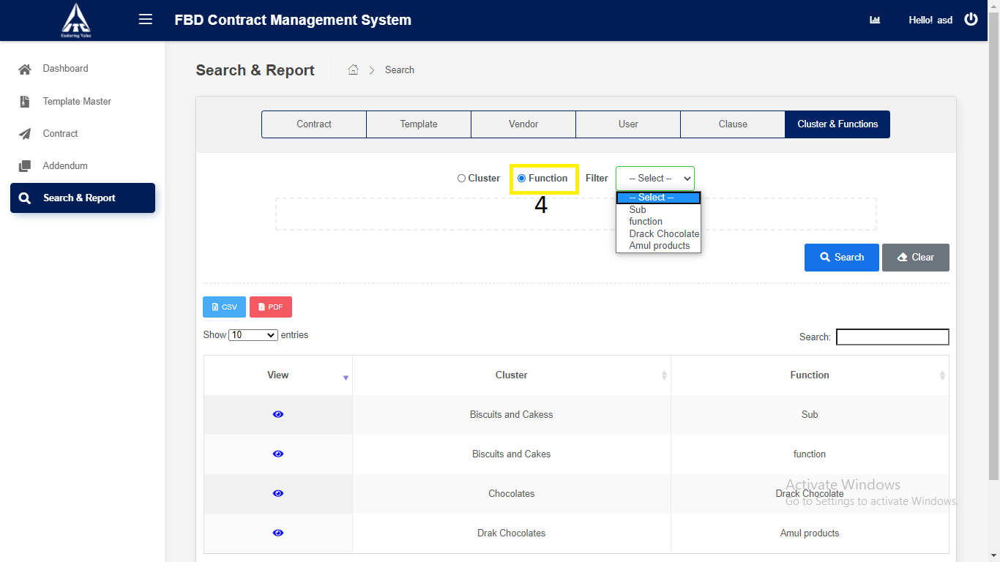 ITC
Enduring Value
FBD Contract Management System
Hello! asd
Dashboard
Template Master
Contract
Addendum
Search & Report
Search & Report
Search
Contract
Template
Vendor
User
Clause
Cluster & Functions
Cluster
Function
Filter
-- Select --
4
-- Select --
Sub
function
Drack Chocolate
Amul products
Search
Clear
CSV
PDF
Show 10 entries
Search:
View Cluster Function
Biscuits and Cakess Sub
Biscuits and Cakes function
Chocolates Drack Chocolate
Drak Chocolates Amul products
Activate Windows
Go to Settings to activate Windows.